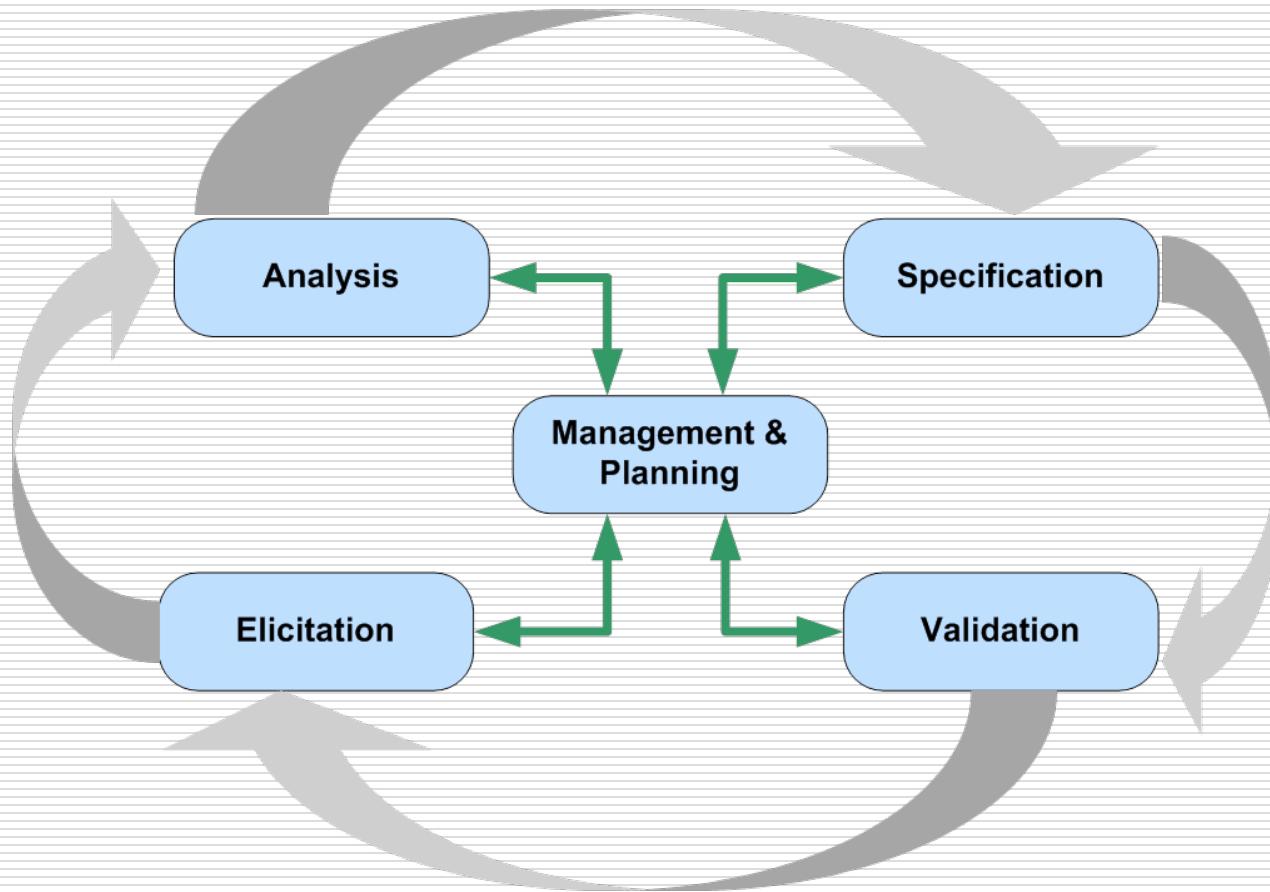 Analysis
Specification
Management &
Planning
Elicitation
Validation